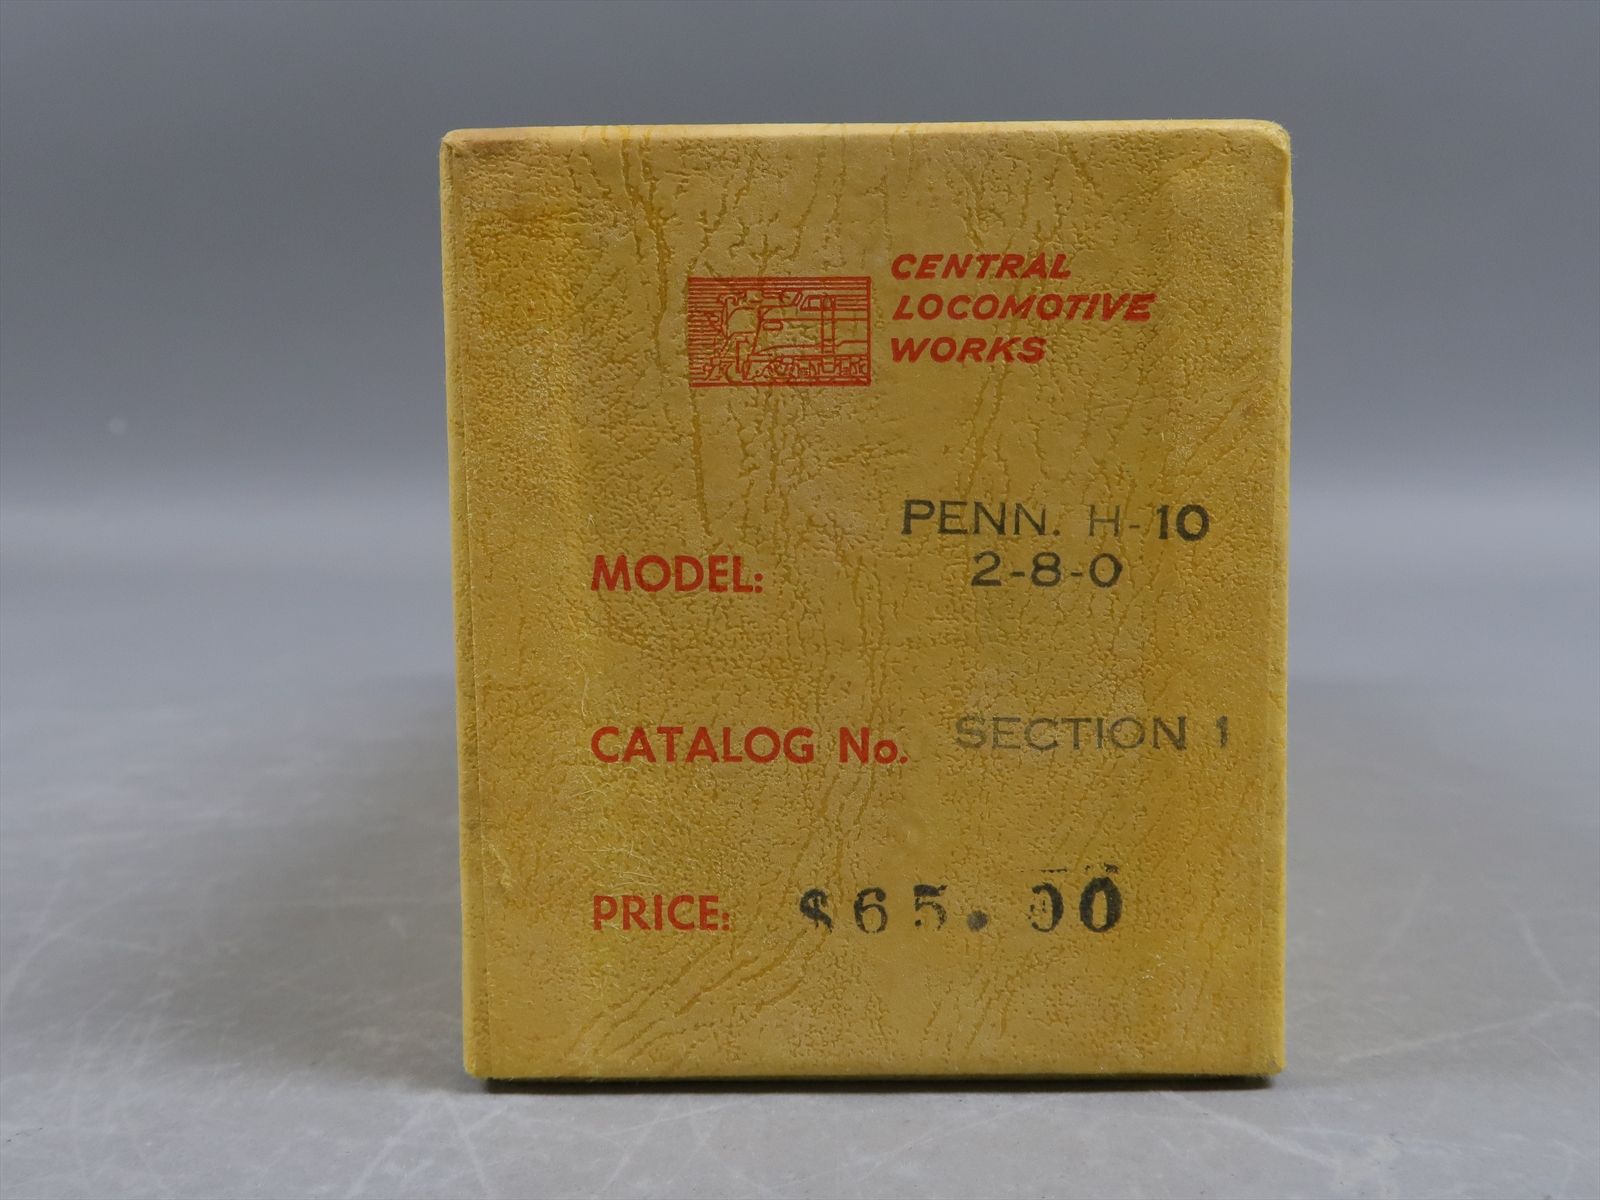 CENTRAL
LOCOMOTIVE
WORKS
PENN. H-10
MODEL: 2-8-0
CATALOG No. SECTION 1
PRICE: $65.00